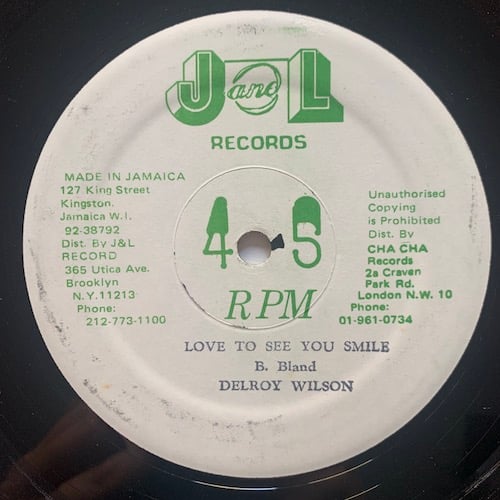 J and L
RECORDS
MADE IN JAMAICA
127 King Street
Kingston.
Jamaica W.I.
92-38792
Dist. By J&L
RECORD
365 Utica Ave.
Brooklyn
N.Y.11213
Phone:
212-773-1100
45
RPM
Unauthorised
Copying
is Prohibited
Dist. By
CHA CHA
Records
2a Craven
Park Rd.
London N.W. 10
Phone:
01-961-0734
LOVE TO SEE YOU SMILE
B. Bland
DELROY WILSON